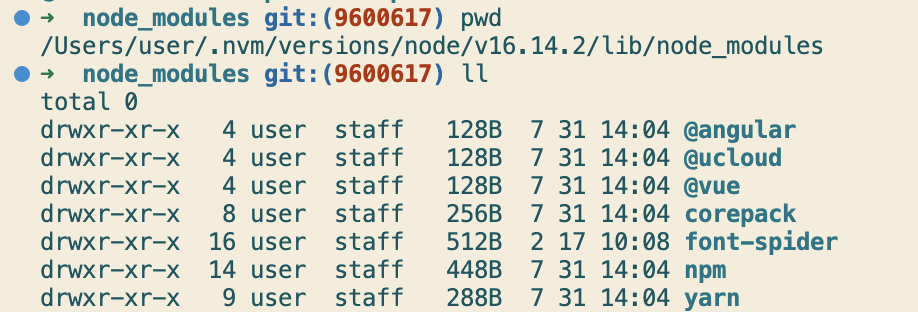 ➜ node_modules git:(9600617) pwd
/Users/user/.nvm/versions/node/v16.14.2/lib/node_modules
➜ node_modules git:(9600617) ll
total 0
drwxr-xr-x 4 user staff 128B 7 31 14:04 @angular
drwxr-xr-x 4 user staff 128B 7 31 14:04 @ucloud
drwxr-xr-x 4 user staff 128B 7 31 14:04 @vue
drwxr-xr-x 8 user staff 256B 7 31 14:04 corepack
drwxr-xr-x 16 user staff 512B 2 17 10:08 font-spider
drwxr-xr-x 14 user staff 448B 7 31 14:04 npm
drwxr-xr-x 9 user staff 288B 7 31 14:04 yarn